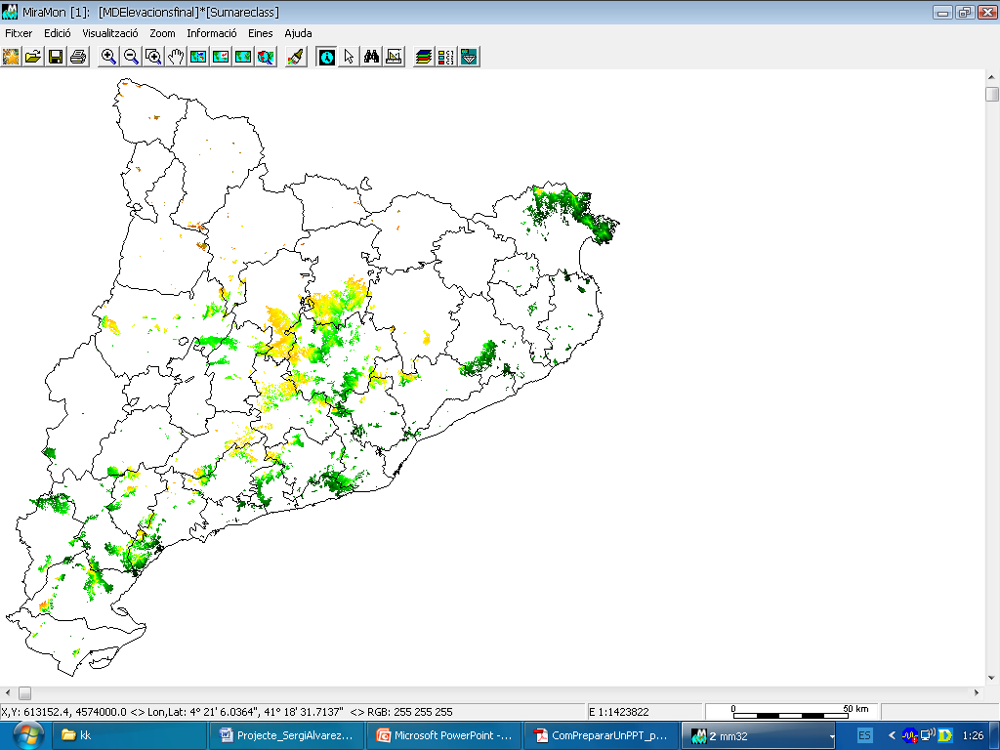 MiraMon [1]: [MDElevacionsfinal]*[Sumareclass]
Fitxer Edició Visualització Zoom Informació Eines Ajuda
X,Y: 613152.4, 4574000.0 <> Lon,Lat: 4° 21' 6.0364", 41° 18' 31.7137" <> RGB: 255 255 255
E 1:1423822
0 50 km
kk
Projecte_SergiAlvarez...
Microsoft PowerPoint -...
ComPrepararUnPPT_p...
2 mm32
ES
1:26